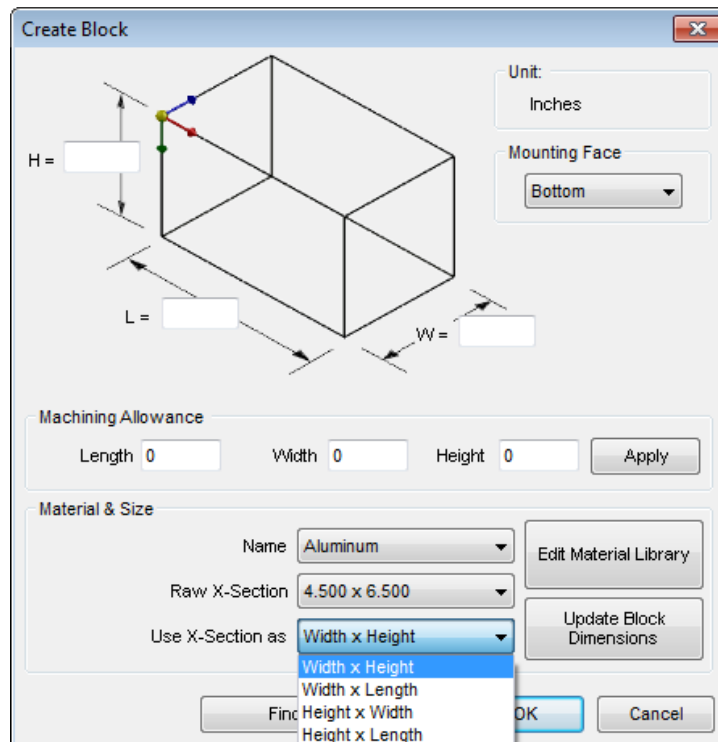 Create Block
Unit:
Inches
Mounting Face
Bottom
H =
L =
W =
Machining Allowance
Length 0 Width 0 Height 0 Apply
Material & Size
Name Aluminum Edit Material Library
Raw X-Section 4.500 x 6.500
Use X-Section as Width x Height Update Block
Dimensions
Width x Height
Width x Length
Height x Width
Height x Length
OK Cancel